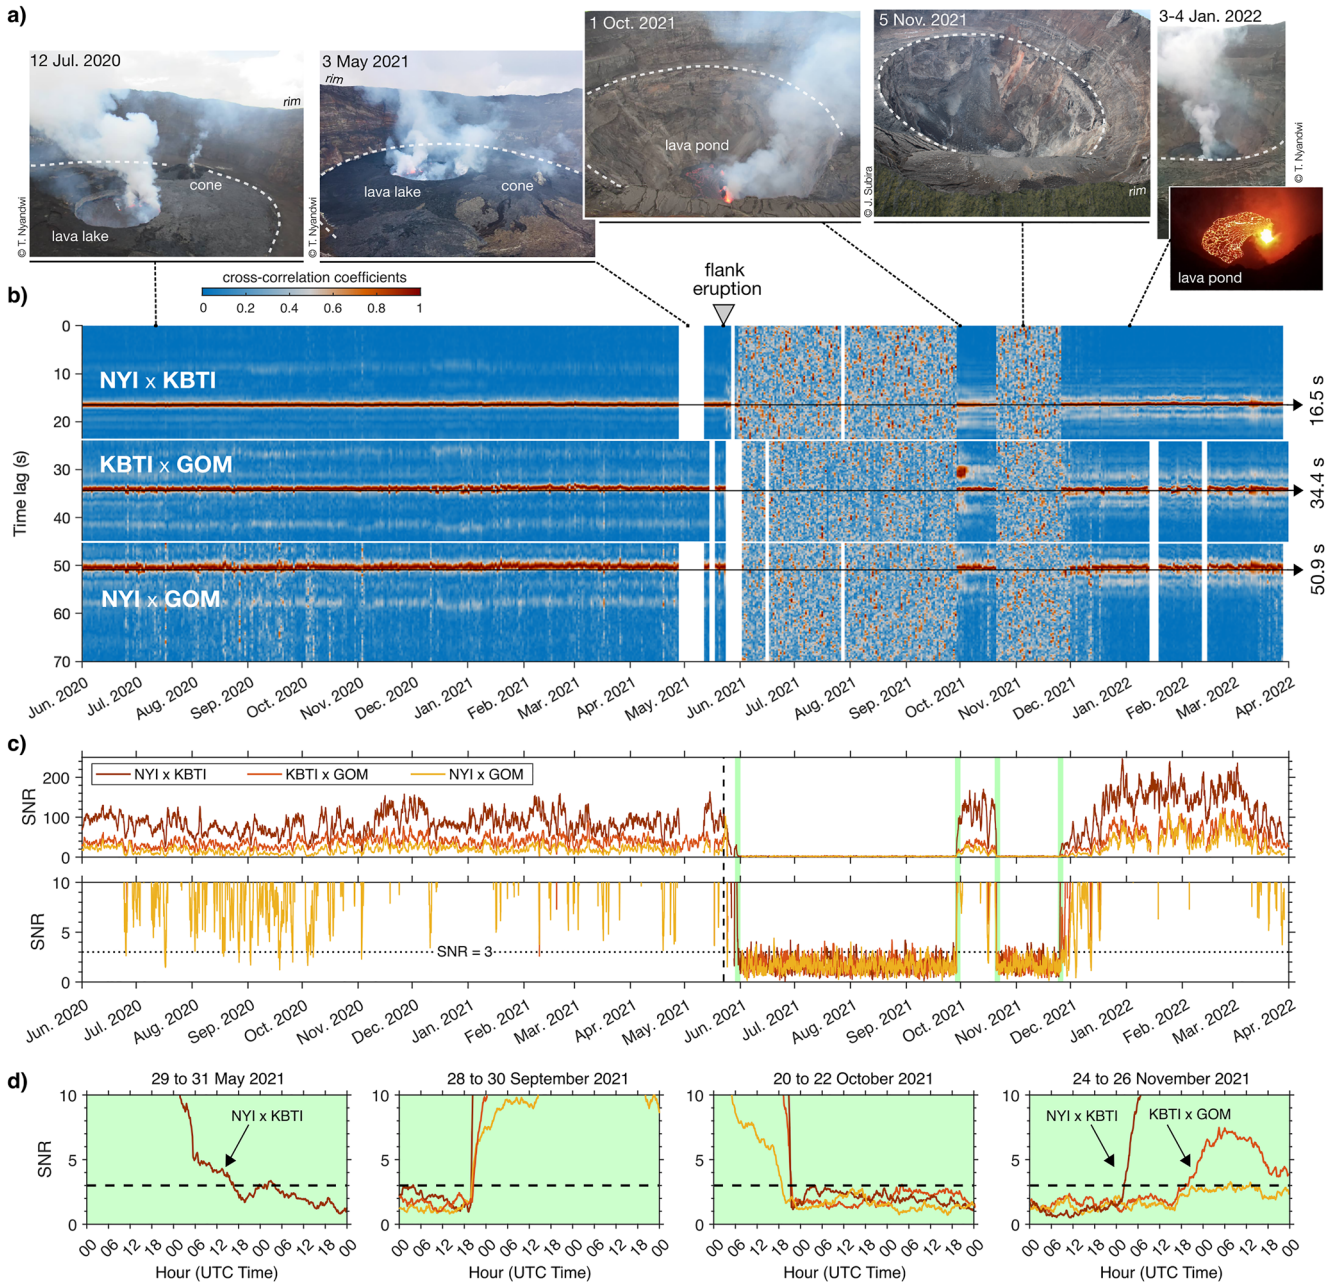 a)
12 Jul. 2020
rim
cone
lava lake
© T. Nyandwi
3 May 2021
rim
lava lake
cone
© T. Nyandwi
1 Oct. 2021
lava pond
5 Nov. 2021
© J. Subira
rim
3-4 Jan. 2022
© T. Nyandwi
lava pond
cross-correlation coefficients
0 0.2 0.4 0.6 0.8 1
flank
eruption
b)
Time lag (s)
0
10
20
30
40
50
60
70
NYI x KBTI
KBTI x GOM
NYI x GOM
16.5 s
34.4 s
50.9 s
Jun. 2020 Jul. 2020 Aug. 2020 Sep. 2020 Oct. 2020 Nov. 2020 Dec. 2020 Jan. 2021 Feb. 2021 Mar. 2021 Apr. 2021 May. 2021 Jun. 2021 Jul. 2021 Aug. 2021 Sep. 2021 Oct. 2021 Nov. 2021 Dec. 2021 Jan. 2022 Feb. 2022 Mar. 2022 Apr. 2022
c)
NYI x KBTI KBTI x GOM NYI x GOM
SNR
200
100
0
SNR
10
5
0
SNR = 3
Jun. 2020 Jul. 2020 Aug. 2020 Sep. 2020 Oct. 2020 Nov. 2020 Dec. 2020 Jan. 2021 Feb. 2021 Mar. 2021 Apr. 2021 May. 2021 Jun. 2021 Jul. 2021 Aug. 2021 Sep. 2021 Oct. 2021 Nov. 2021 Dec. 2021 Jan. 2022 Feb. 2022 Mar. 2022 Apr. 2022
d)
29 to 31 May 2021
SNR
10
5
0
NYI x KBTI
00 06 12 18 00 06 12 18 00 06 12 18 00
Hour (UTC Time)
28 to 30 September 2021
10
5
0
00 06 12 18 00 06 12 18 00 06 12 18 00
Hour (UTC Time)
20 to 22 October 2021
10
5
0
00 06 12 18 00 06 12 18 00 06 12 18 00
Hour (UTC Time)
24 to 26 November 2021
10
5
0
NYI x KBTI
KBTI x GOM
00 06 12 18 00 06 12 18 00 06 12 18 00
Hour (UTC Time)